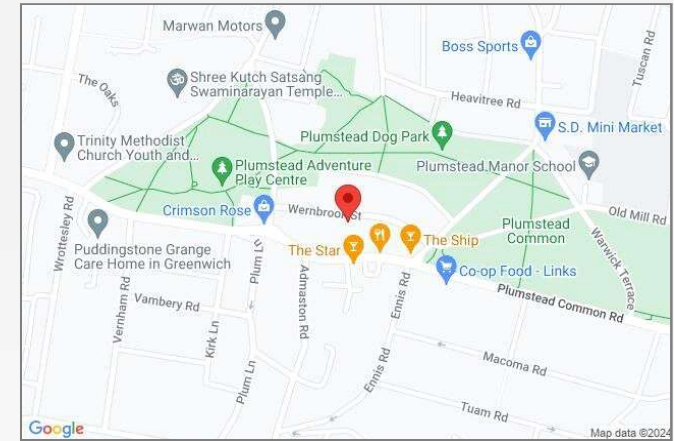 Marwan Motors
Boss Sports
Tuscan Rd
The Oaks
Shree Kutch Satsang
Swaminarayan Temple...
Heavitree Rd
S.D. Mini Market
Plumstead Dog Park
Trinity Methodist
Church Youth and...
Plumstead Adventure
Play Centre
Plumstead Manor School
Crimson Rose
Wernbrook St
Old Mill Rd
Wrottesley Rd
Plumstead
Common
Warwick Terrace
Puddingstone Grange
Care Home in Greenwich
Plum Ln
The Star
The Ship
Co-op Food - Links
Plumstead Common Rd
Vernham Rd
Vambery Rd
Kirk Ln
Admaston Rd
Ennis Rd
Plum Ln
Ennis Rd
Macoma Rd
Tuam Rd
Google
Map data ©2024